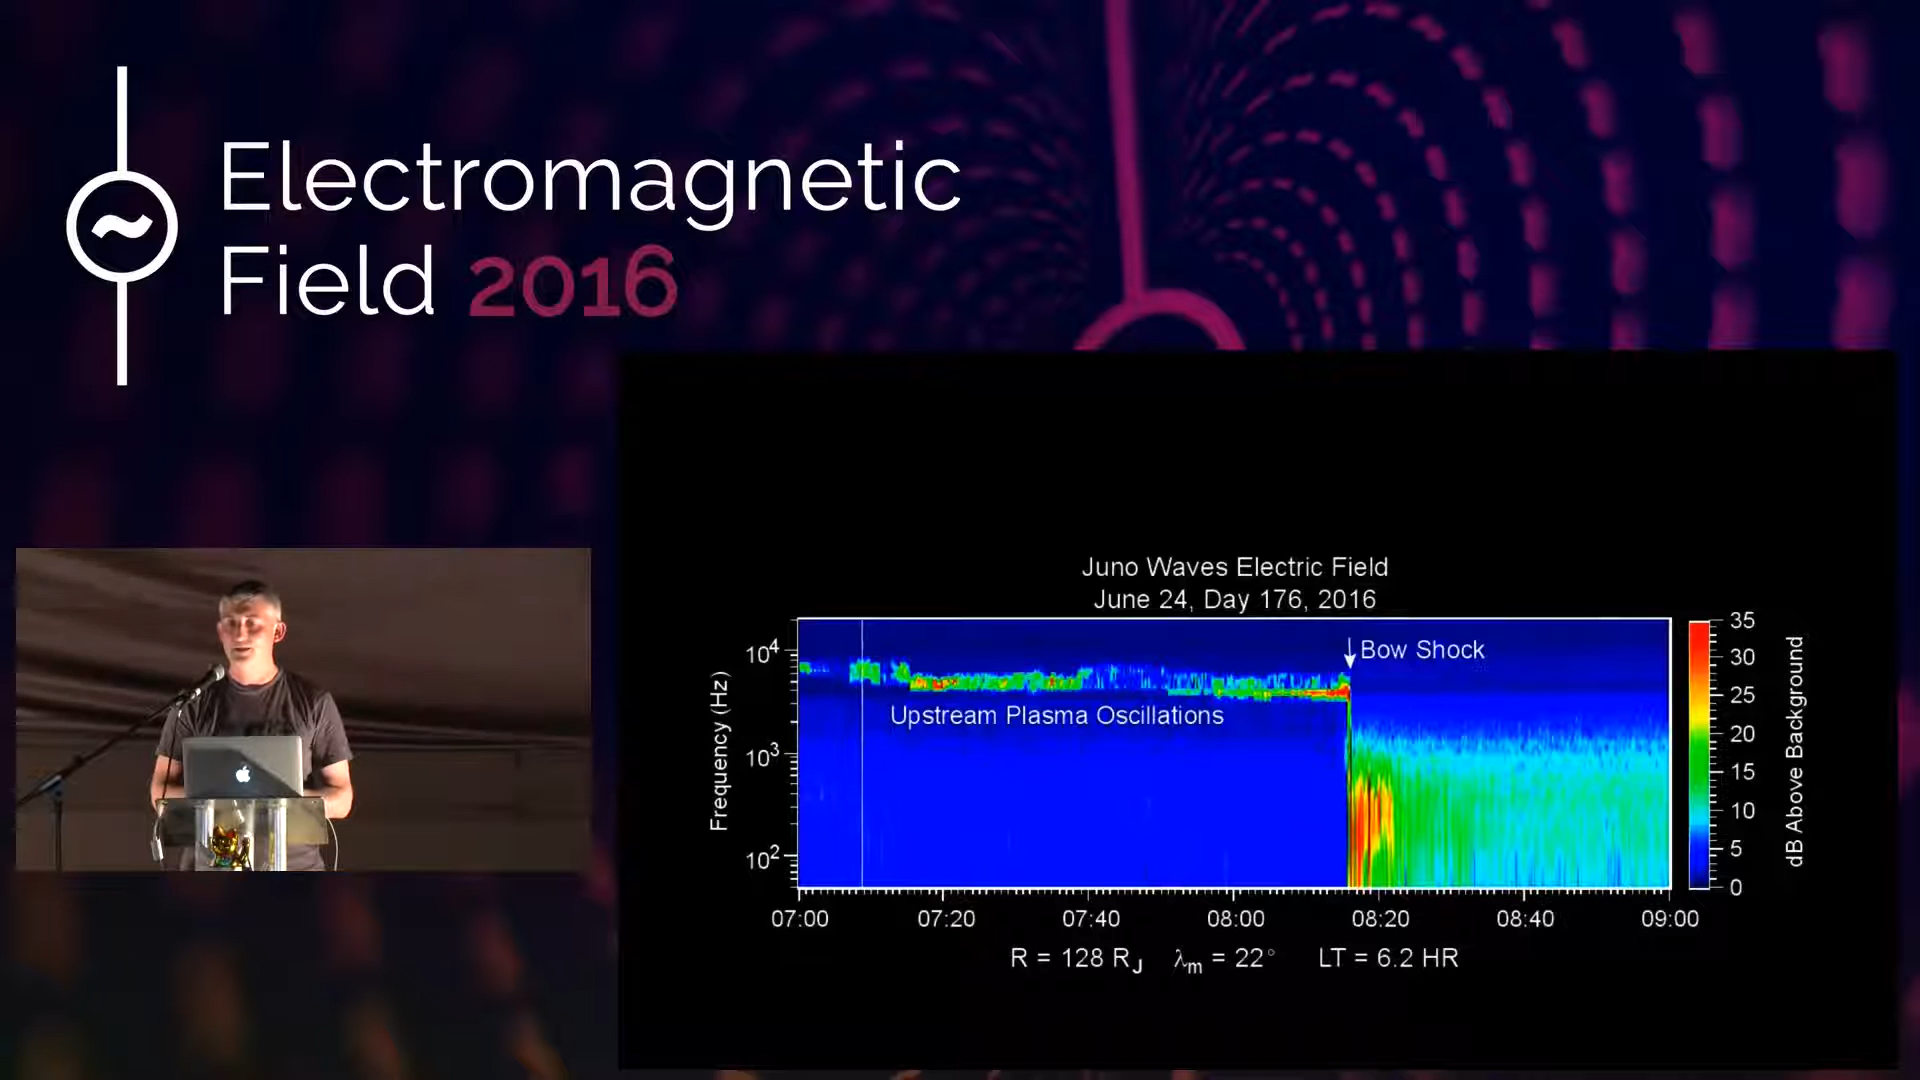 Electromagnetic
Field 2016
Juno Waves Electric Field
June 24, Day 176, 2016
Bow Shock
Upstream Plasma Oscillations
Frequency (Hz)
10⁴
10³
10²
07:00 07:20 07:40 08:00 08:20 08:40 09:00
R = 128 R_J λ_m = 22° LT = 6.2 HR
35
30
25
20
15
10
5
0
dB Above Background